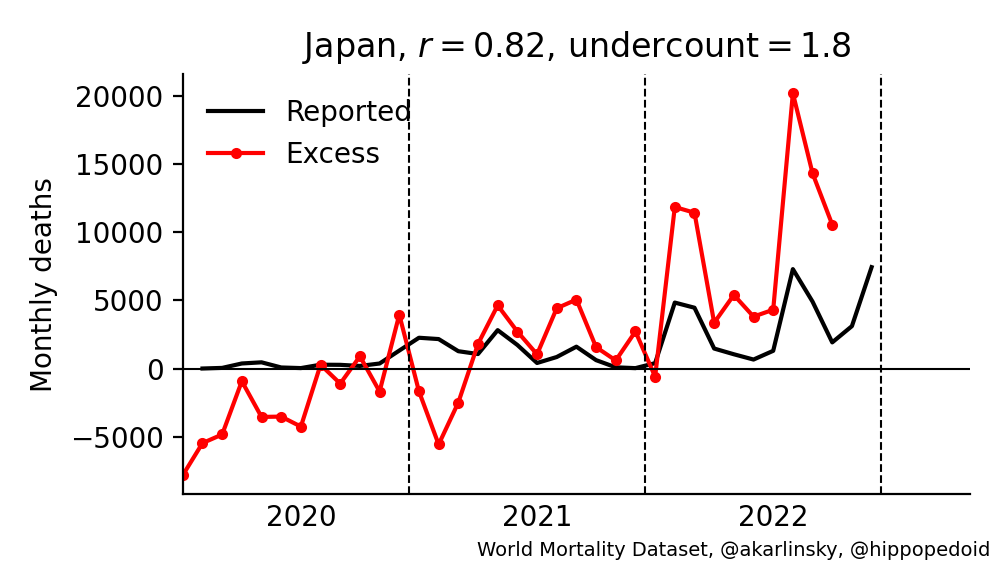 Japan, r = 0.82, undercount = 1.8
20000
15000
10000
5000
0
−5000
Monthly deaths
Reported
Excess
2020 2021 2022
World Mortality Dataset, @akarlinsky, @hippopedoid